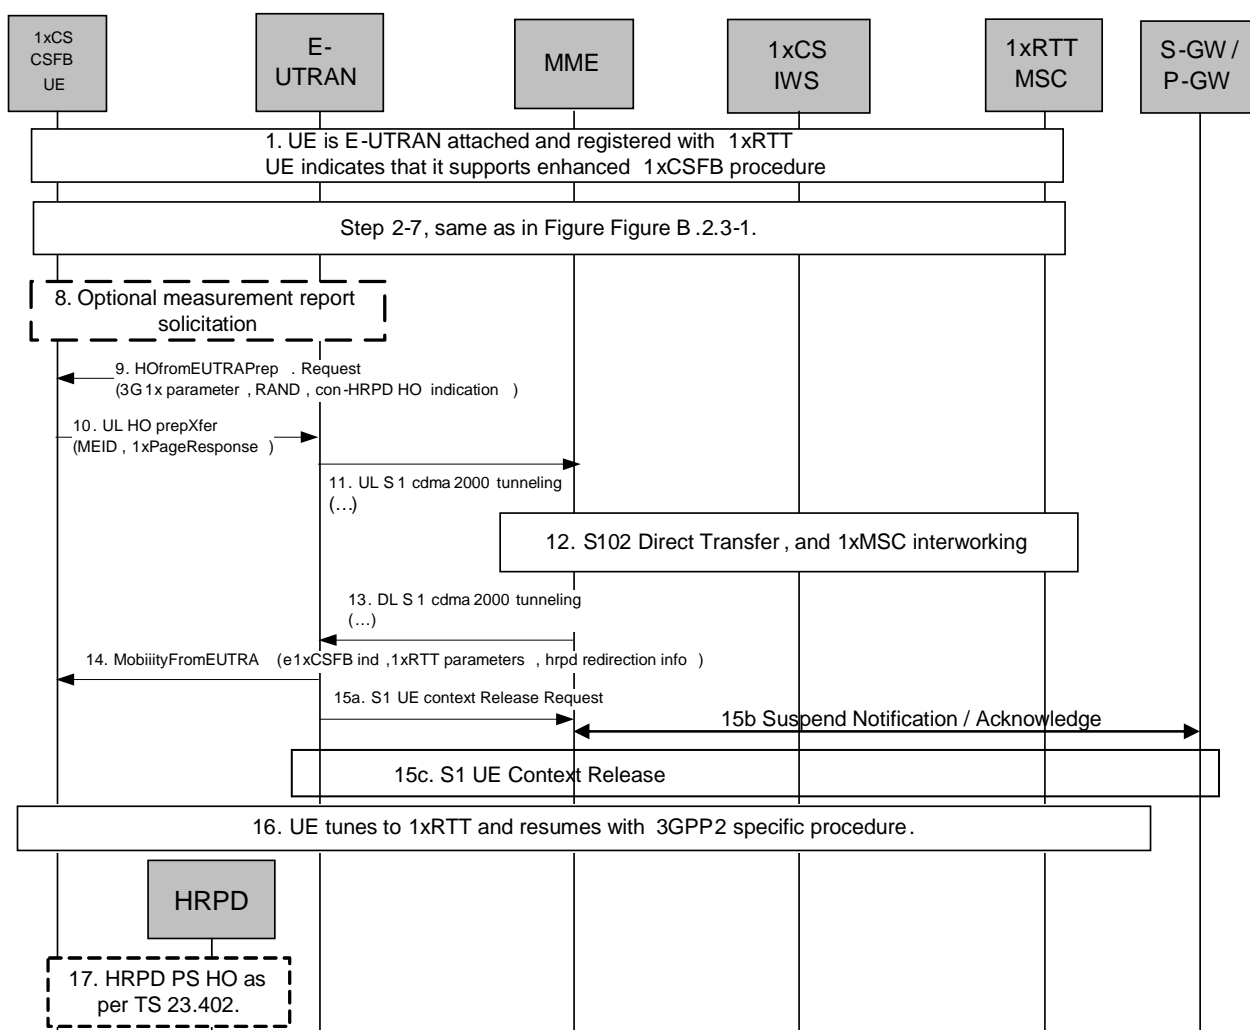 1xCS
CSFB
UE
E-
UTRAN
MME
1xCS
IWS
1xRTT
MSC
S-GW /
P-GW
1. UE is E-UTRAN attached and registered with 1xRTT
UE indicates that it supports enhanced 1xCSFB procedure
Step 2-7, same as in Figure Figure B.2.3-1.
8. Optional measurement report
solicitation
9. HOfromEUTRAPrep . Request
(3G1x parameter , RAND , con-HRPD HO indication )
10. UL HO prepXfer
(MEID , 1xPageResponse )
11. UL S1 cdma2000 tunneling
(...)
12. S102 Direct Transfer , and 1xMSC interworking
13. DL S1 cdma2000 tunneling
(...)
14. MobiiityFromEUTRA (e1xCSFB ind ,1xRTT parameters , hrpd redirection info )
15a. S1 UE context Release Request
15b Suspend Notification / Acknowledge
15c. S1 UE Context Release
16. UE tunes to 1xRTT and resumes with 3GPP2 specific procedure.
HRPD
17. HRPD PS HO as
per TS 23.402.